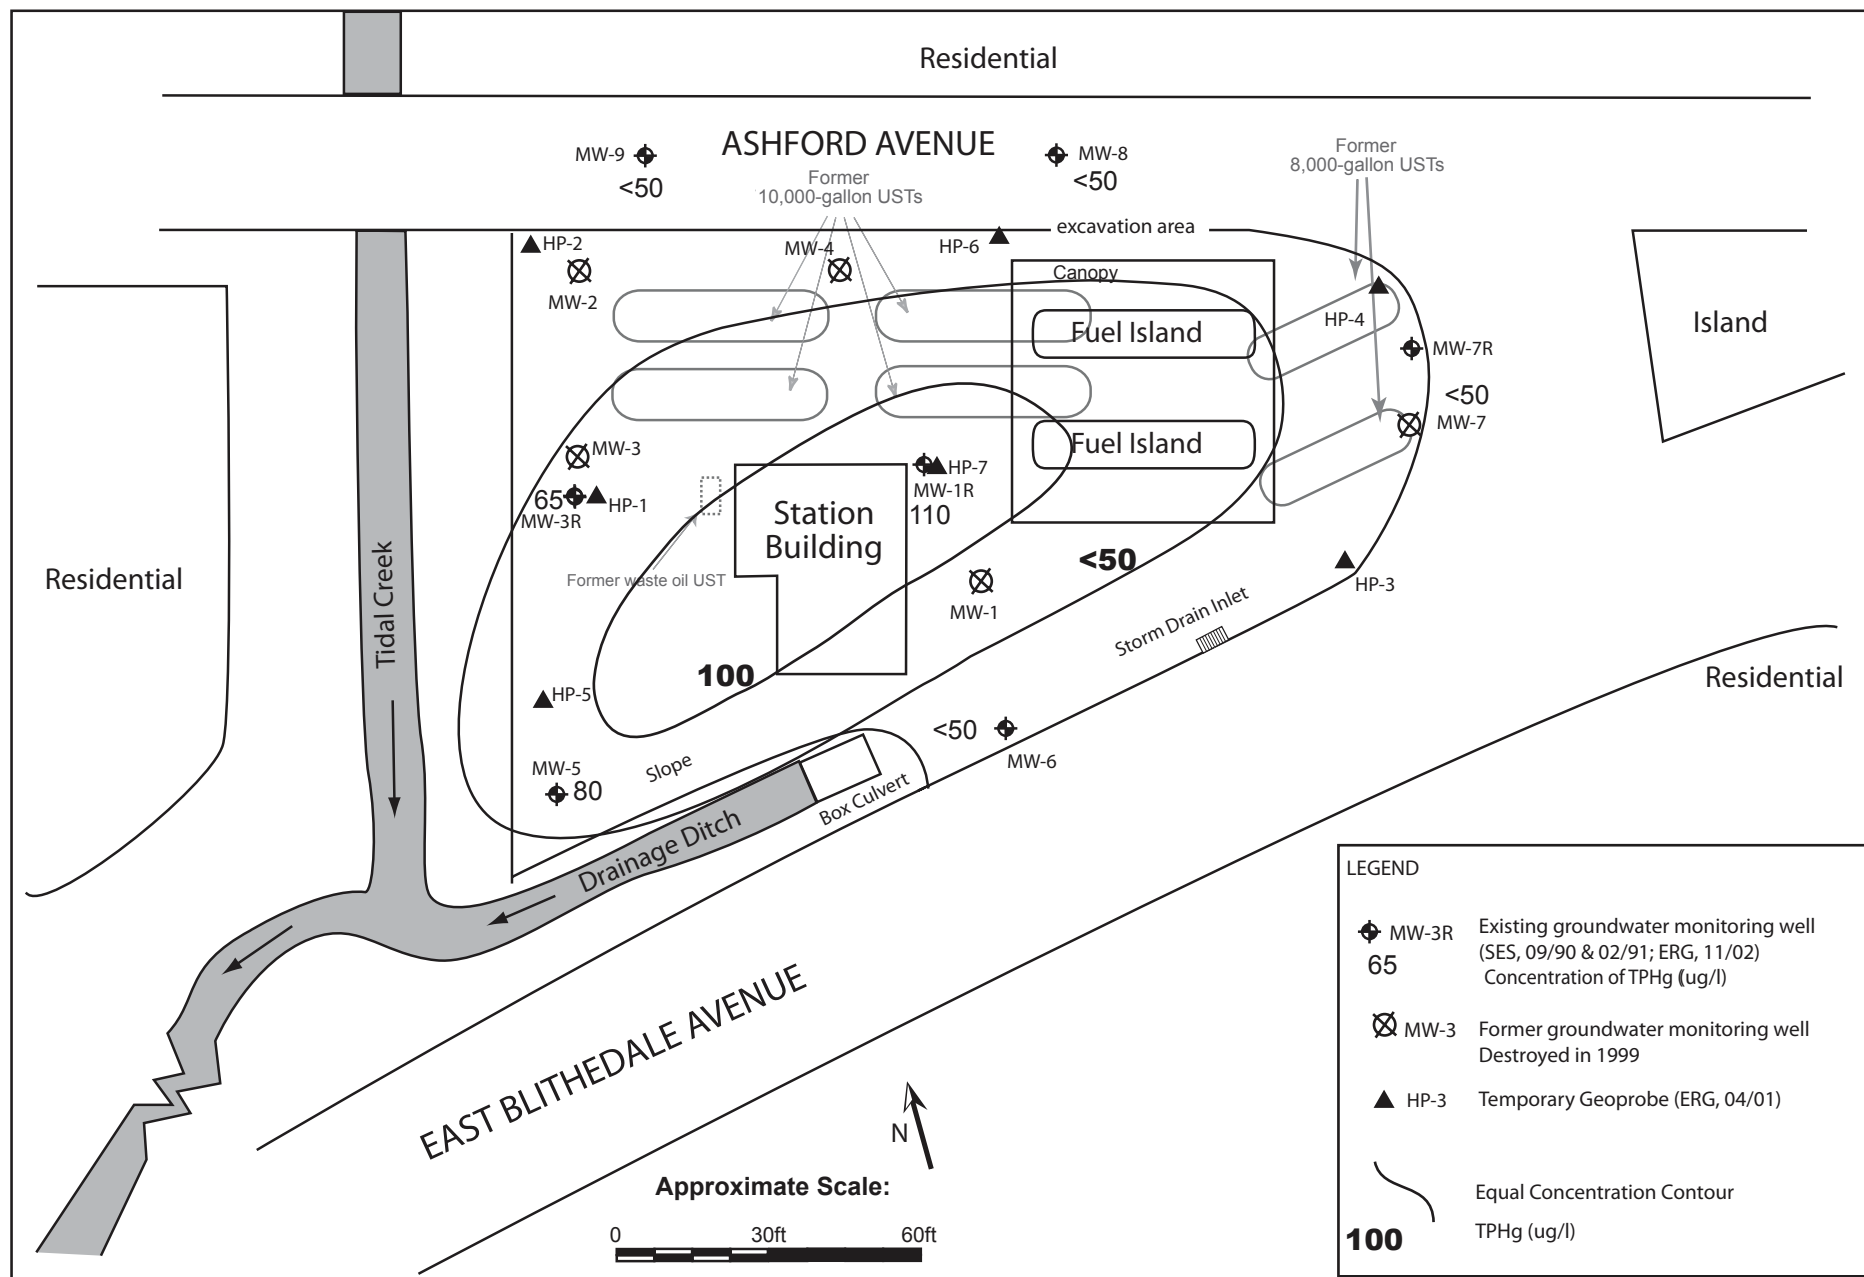 Residential
ASHFORD AVENUE
MW-9
<50
MW-8
<50
Former
10,000-gallon USTs
Former
8,000-gallon USTs
excavation area
HP-2
MW-2
MW-4
HP-6
Canopy
Fuel Island
Fuel Island
HP-4
MW-7R
<50
MW-7
Island
MW-3
65
HP-1
MW-3R
HP-7
MW-1R
110
Station
Building
Former waste oil UST
<50
MW-1
HP-3
Storm Drain Inlet
Residential
Tidal Creek
100
HP-5
Residential
<50
MW-6
Slope
MW-5
80
Box Culvert
Drainage Ditch
EAST BLITHEDALE AVENUE
N
Approximate Scale:
0 30ft 60ft
LEGEND
MW-3R Existing groundwater monitoring well
(SES, 09/90 & 02/91; ERG, 11/02)
65 Concentration of TPHg (ug/l)
MW-3 Former groundwater monitoring well
Destroyed in 1999
HP-3 Temporary Geoprobe (ERG, 04/01)
Equal Concentration Contour
100 TPHg (ug/l)